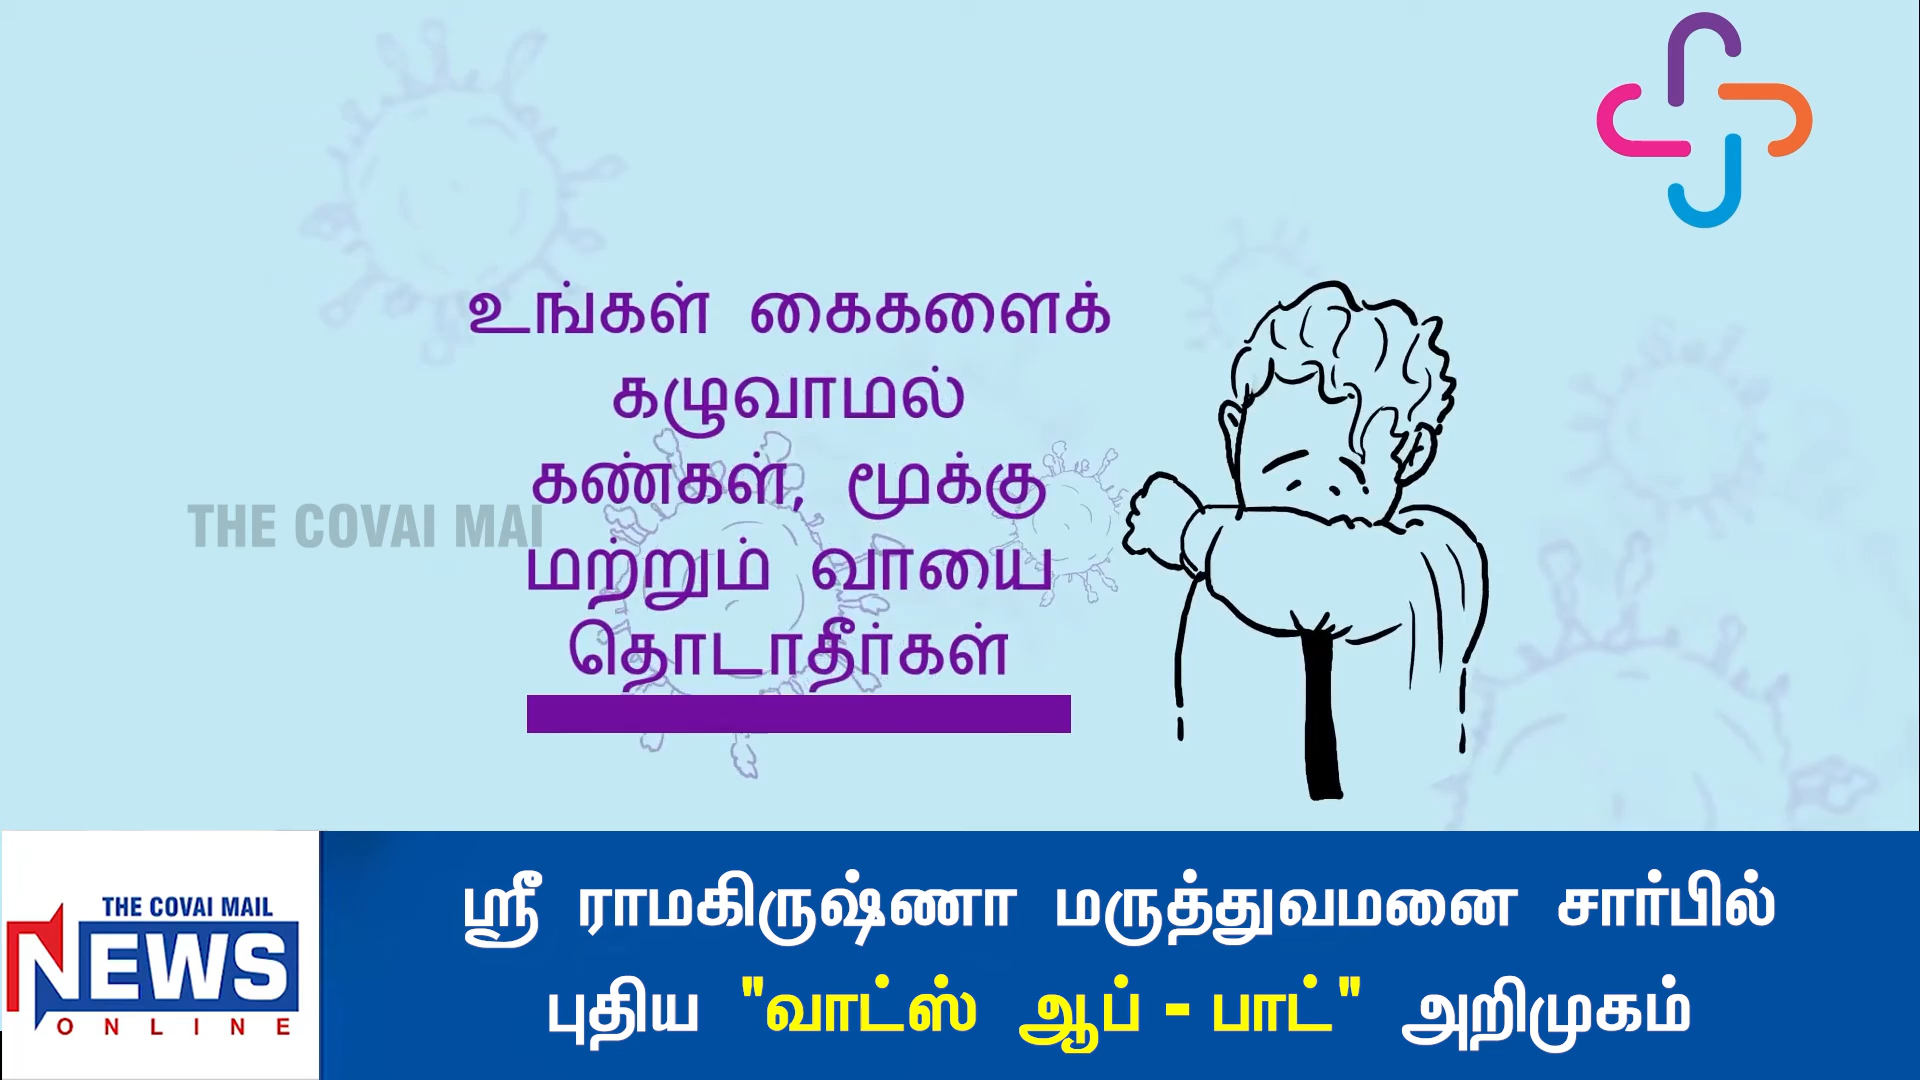 உங்கள் கைகளைக்
கழுவாமல்
கண்கள், மூக்கு
THE COVAI MAI
மற்றும் வாயை
தொடாதீர்கள்
ஸ்ரீ ராமகிருஷ்ணா மருத்துவமனை சார்பில்
புதிய "வாட்ஸ் ஆப் - பாட்" அறிமுகம்
THE COVAI MAIL
NEWS
ONLINE